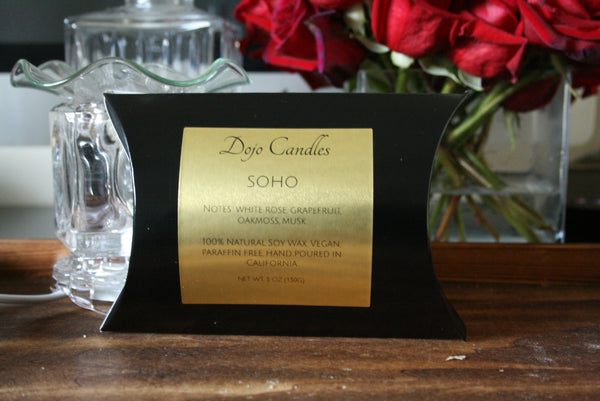 Dojo Candles
SOHO
NOTES: WHITE ROSE, GRAPEFRUIT,
OAKMOSS, MUSK
100% NATURAL SOY WAX, VEGAN,
PARAFFIN FREE, HAND POURED IN
CALIFORNIA
NET WT. 5 OZ (150G)